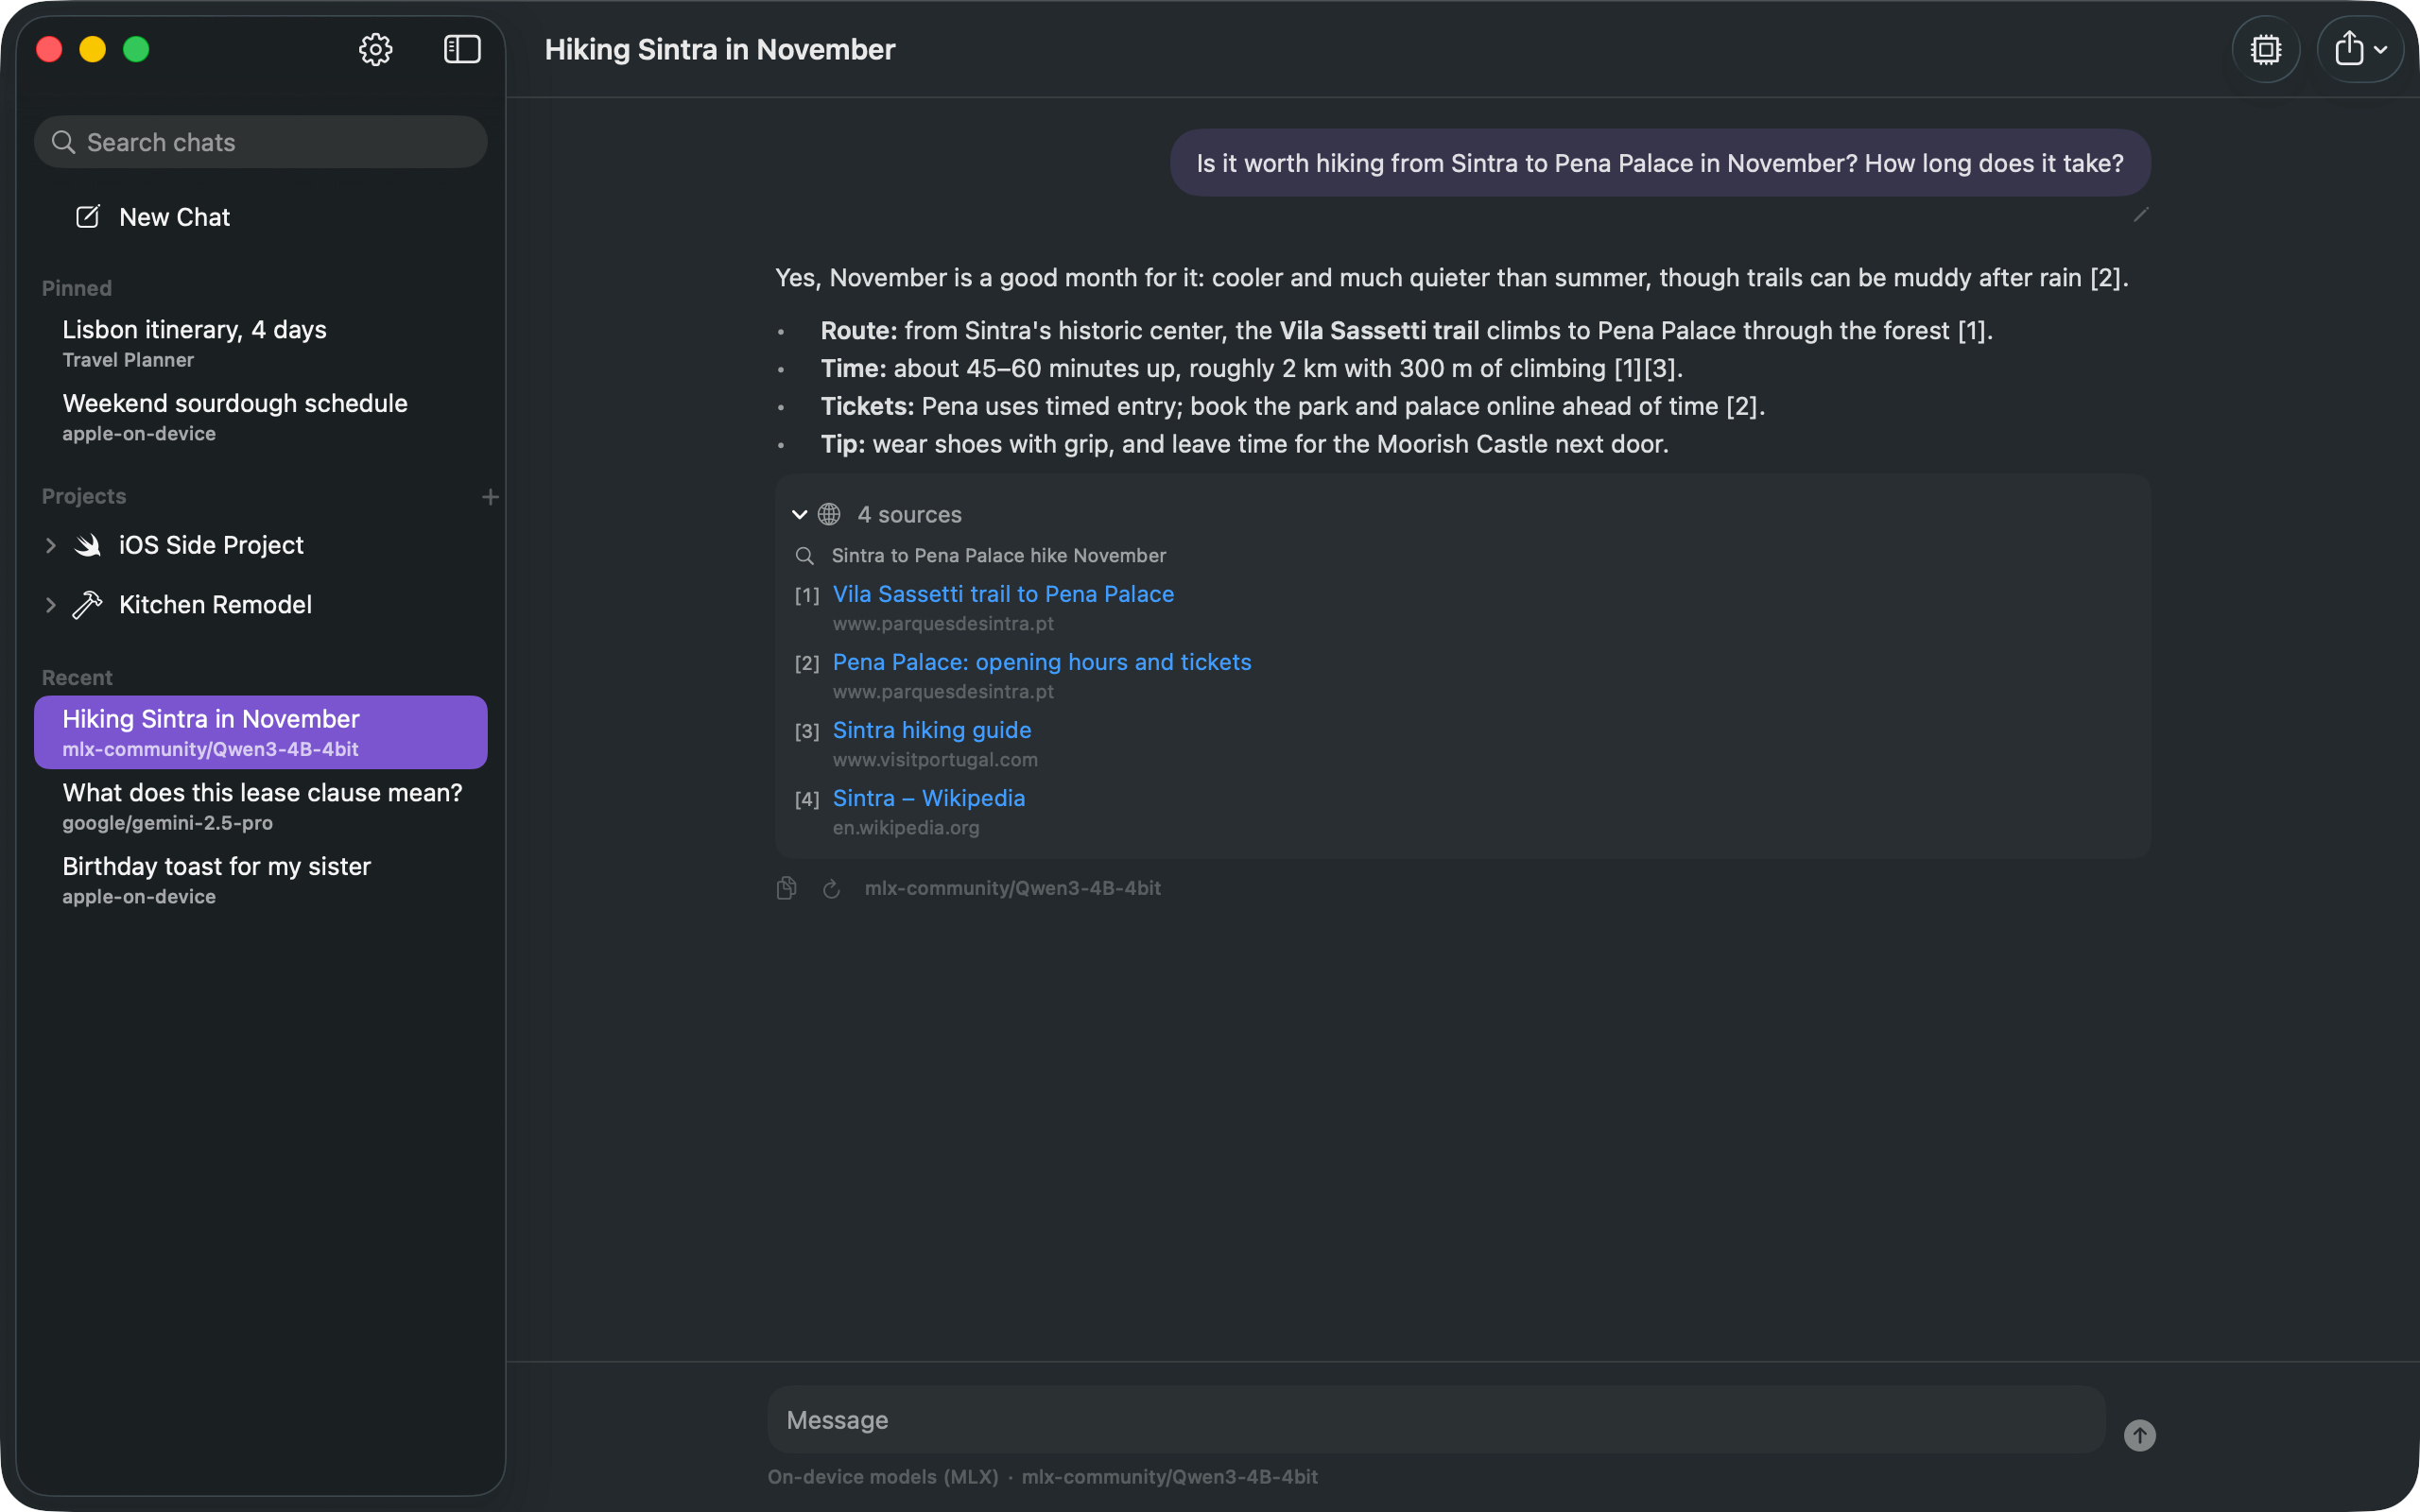 Hiking Sintra in November
Search chats
New Chat
Pinned
Lisbon itinerary, 4 days
Travel Planner
Weekend sourdough schedule
apple-on-device
Projects
iOS Side Project
Kitchen Remodel
Recent
Hiking Sintra in November
mlx-community/Qwen3-4B-4bit
What does this lease clause mean?
google/gemini-2.5-pro
Birthday toast for my sister
apple-on-device
Is it worth hiking from Sintra to Pena Palace in November? How long does it take?
Yes, November is a good month for it: cooler and much quieter than summer, though trails can be muddy after rain [2].
• Route: from Sintra's historic center, the Vila Sassetti trail climbs to Pena Palace through the forest [1].
• Time: about 45–60 minutes up, roughly 2 km with 300 m of climbing [1][3].
• Tickets: Pena uses timed entry; book the park and palace online ahead of time [2].
• Tip: wear shoes with grip, and leave time for the Moorish Castle next door.
4 sources
Sintra to Pena Palace hike November
[1] Vila Sassetti trail to Pena Palace
www.parquesdesintra.pt
[2] Pena Palace: opening hours and tickets
www.parquesdesintra.pt
[3] Sintra hiking guide
www.visitportugal.com
[4] Sintra – Wikipedia
en.wikipedia.org
mlx-community/Qwen3-4B-4bit
Message
On-device models (MLX) · mlx-community/Qwen3-4B-4bit